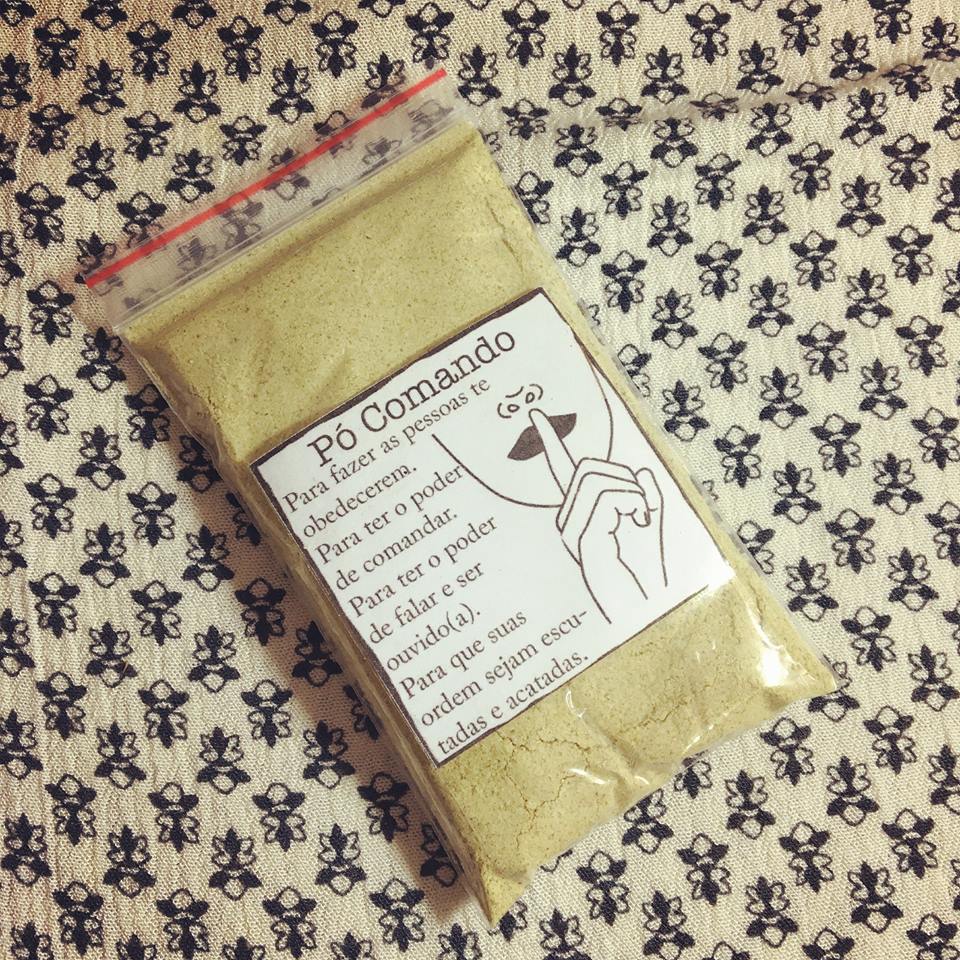 Pó Comando
Para fazer as pessoas te
obedecerem.
Para ter o poder
de comandar.
Para ter o poder
de falar e ser
ouvido(a).
Para que suas
ordem sejam escu-
tadas e acatadas.